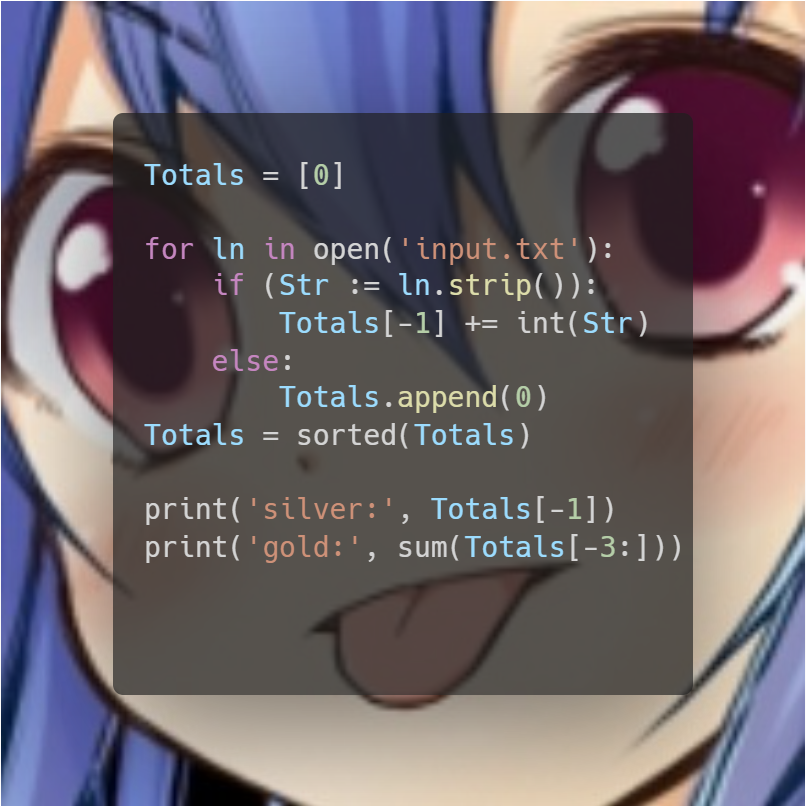 Totals = [0]

for ln in open('input.txt'):
    if (Str := ln.strip()):
        Totals[-1] += int(Str)
    else:
        Totals.append(0)
Totals = sorted(Totals)

print('silver:', Totals[-1])
print('gold:', sum(Totals[-3:]))